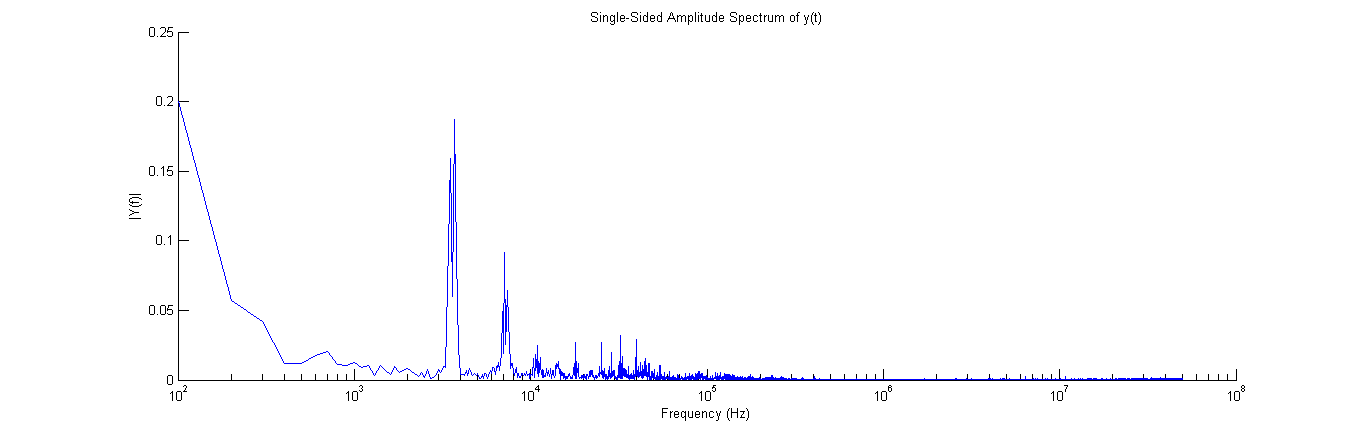 Single-Sided Amplitude Spectrum of y(t)
0.25
0.2
0.15
0.1
0.05
0
|Y(f)|
10^2 10^3 10^4 10^5 10^6 10^7 10^8
Frequency (Hz)